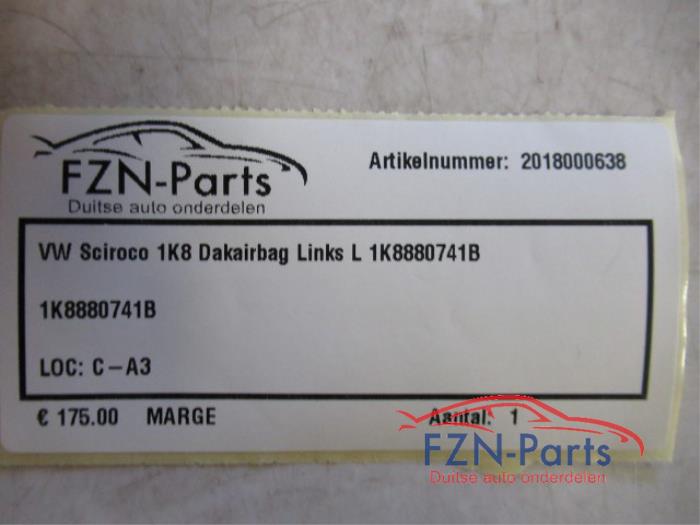 FZN-Parts
Duitse auto onderdelen
Artikelnummer: 2018000638
VW Sciroco 1K8 Dakairbag Links L 1K8880741B
1K8880741B
LOC: C-A3
€ 175.00 MARGE Aantal: 1
FZN-Parts
Duitse auto onderdelen